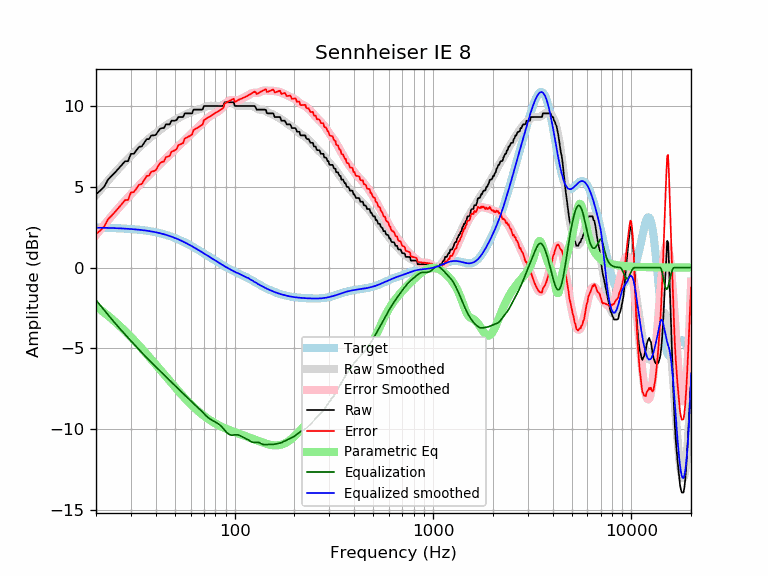 Sennheiser IE 8
Amplitude (dBr)
10
5
0
−5
−10
−15
Target
Raw Smoothed
Error Smoothed
Raw
Error
Parametric Eq
Equalization
Equalized smoothed
100
1000
10000
Frequency (Hz)